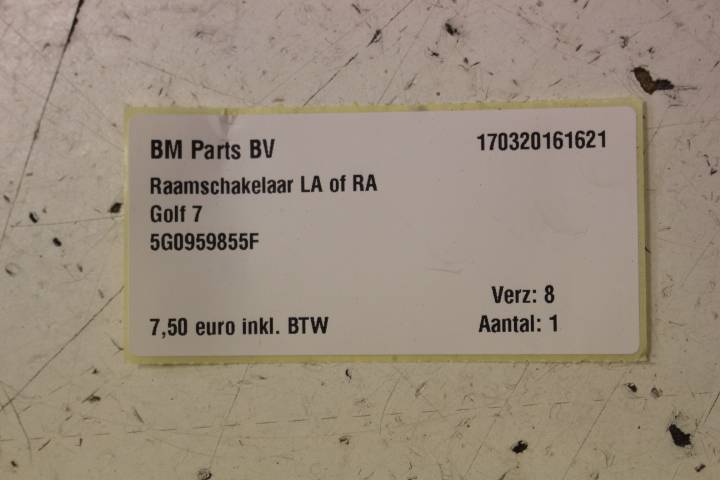 BM Parts BV 170320161621
Raamschakelaar LA of RA
Golf 7
5G0959855F
Verz: 8
7,50 euro inkl. BTW Aantal: 1